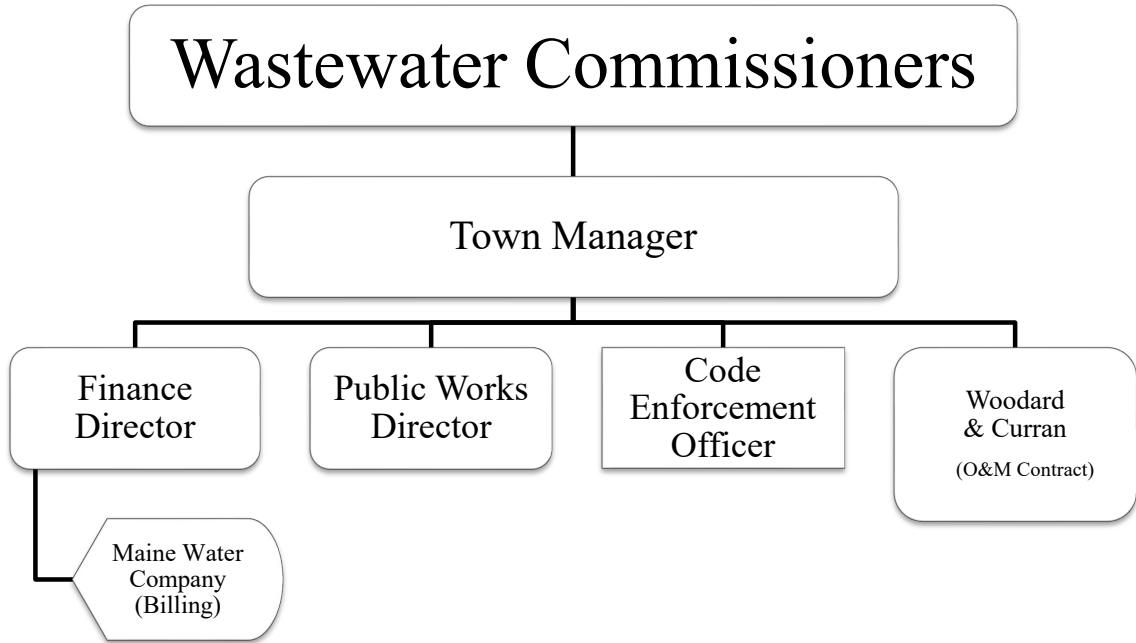 Wastewater Commissioners
Town Manager
Finance
Director
Public Works
Director
Code
Enforcement
Officer
Woodard
& Curran
(O&M Contract)
Maine Water
Company
(Billing)